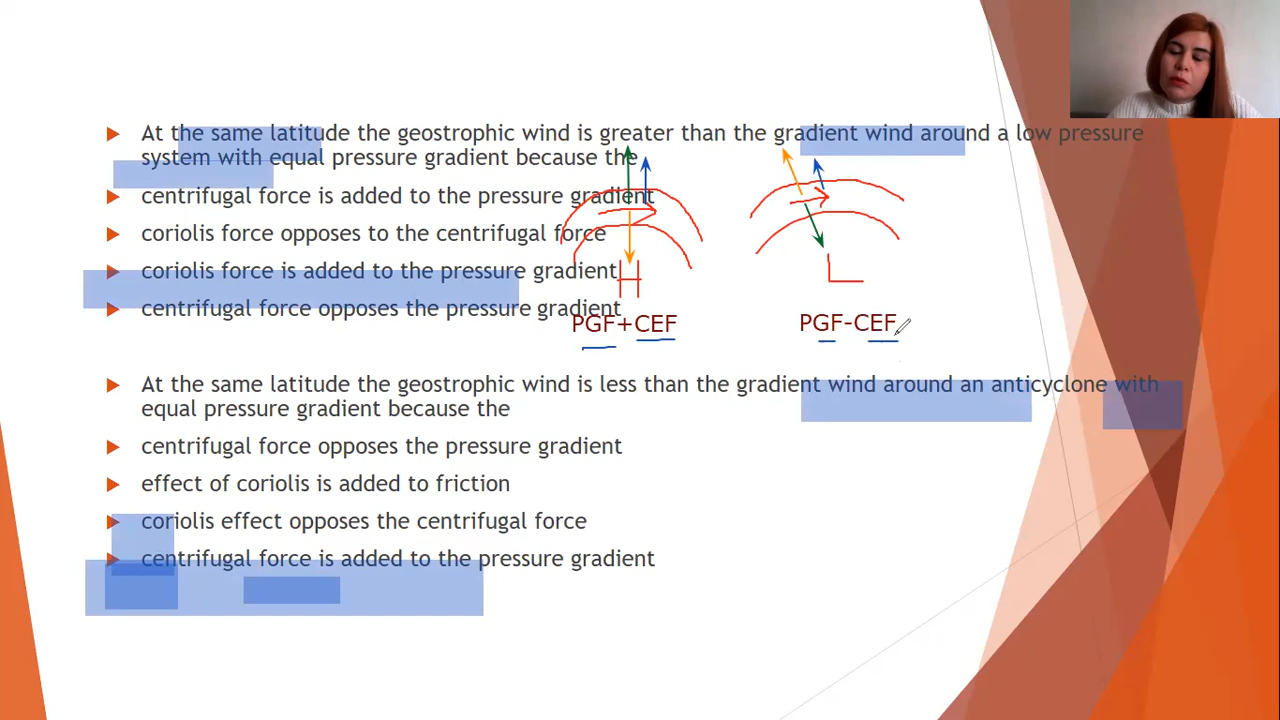 At the same latitude the geostrophic wind is greater than the gradient wind around a low pressure
system with equal pressure gradient because the
centrifugal force is added to the pressure gradient
coriolis force opposes to the centrifugal force
coriolis force is added to the pressure gradient
centrifugal force opposes the pressure gradient
H
L
PGF+CEF
PGF-CEF
At the same latitude the geostrophic wind is less than the gradient wind around an anticyclone with
equal pressure gradient because the
centrifugal force opposes the pressure gradient
effect of coriolis is added to friction
coriolis effect opposes the centrifugal force
centrifugal force is added to the pressure gradient